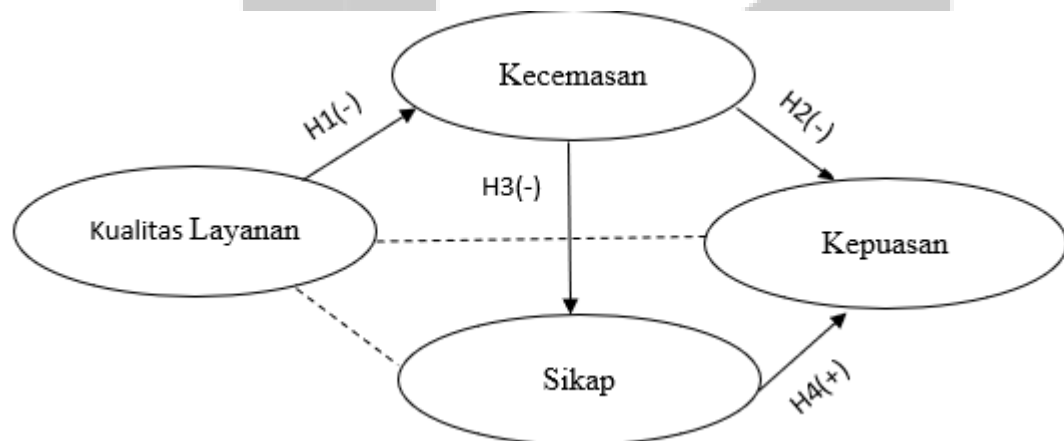 Kecemasan
H1(-)
H2(-)
H3(-)
Kualitas Layanan
Kepuasan
Sikap
H4(+)